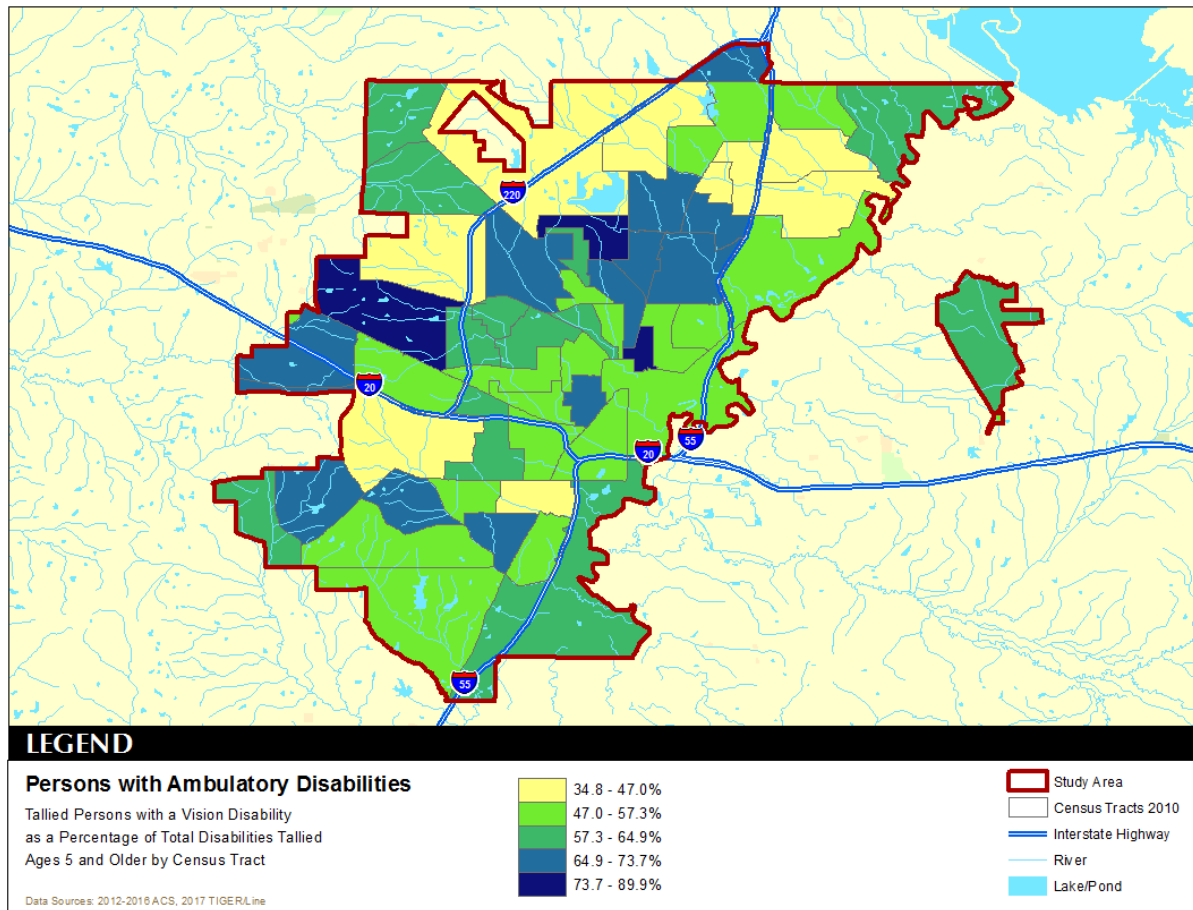 220
20
20
55
55
LEGEND
Persons with Ambulatory Disabilities
Tallied Persons with a Vision Disability
as a Percentage of Total Disabilities Tallied
Ages 5 and Older by Census Tract
Data Sources: 2012-2016 ACS, 2017 TIGER/Line
34.8 - 47.0%
47.0 - 57.3%
57.3 - 64.9%
64.9 - 73.7%
73.7 - 89.9%
Study Area
Census Tracts 2010
Interstate Highway
River
Lake/Pond